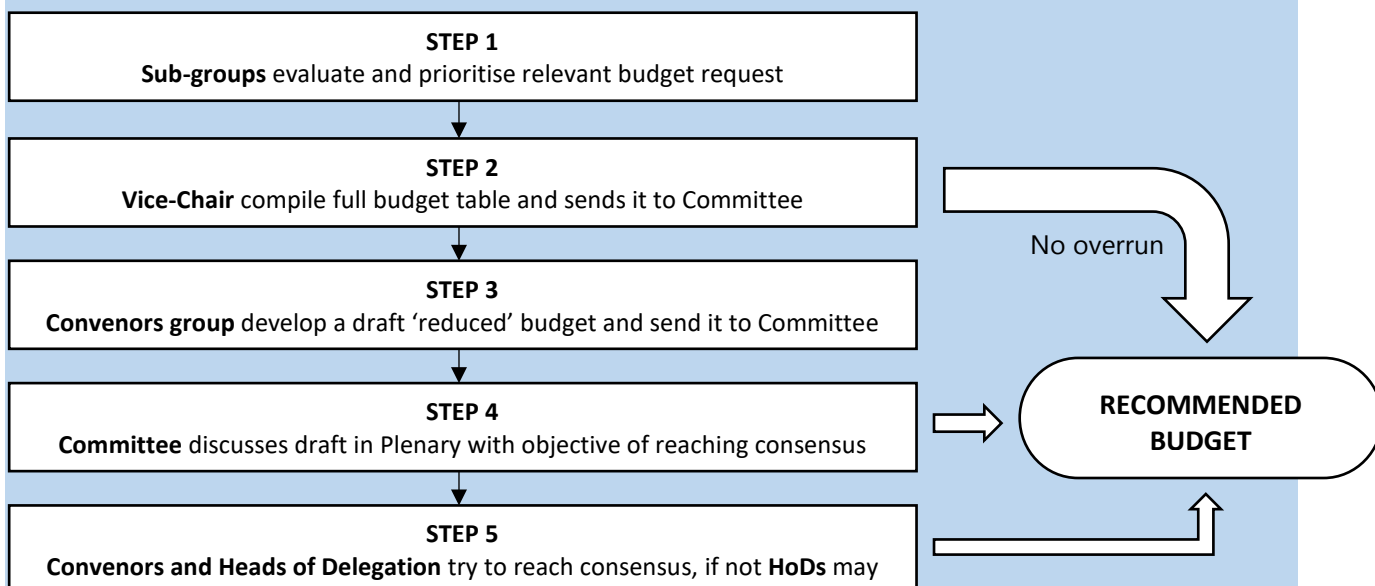 STEP 1
Sub-groups evaluate and prioritise relevant budget request
STEP 2
Vice-Chair compile full budget table and sends it to Committee
No overrun
STEP 3
Convenors group develop a draft ‘reduced’ budget and send it to Committee
STEP 4
Committee discusses draft in Plenary with objective of reaching consensus
RECOMMENDED
BUDGET
STEP 5
Convenors and Heads of Delegation try to reach consensus, if not HoDs may